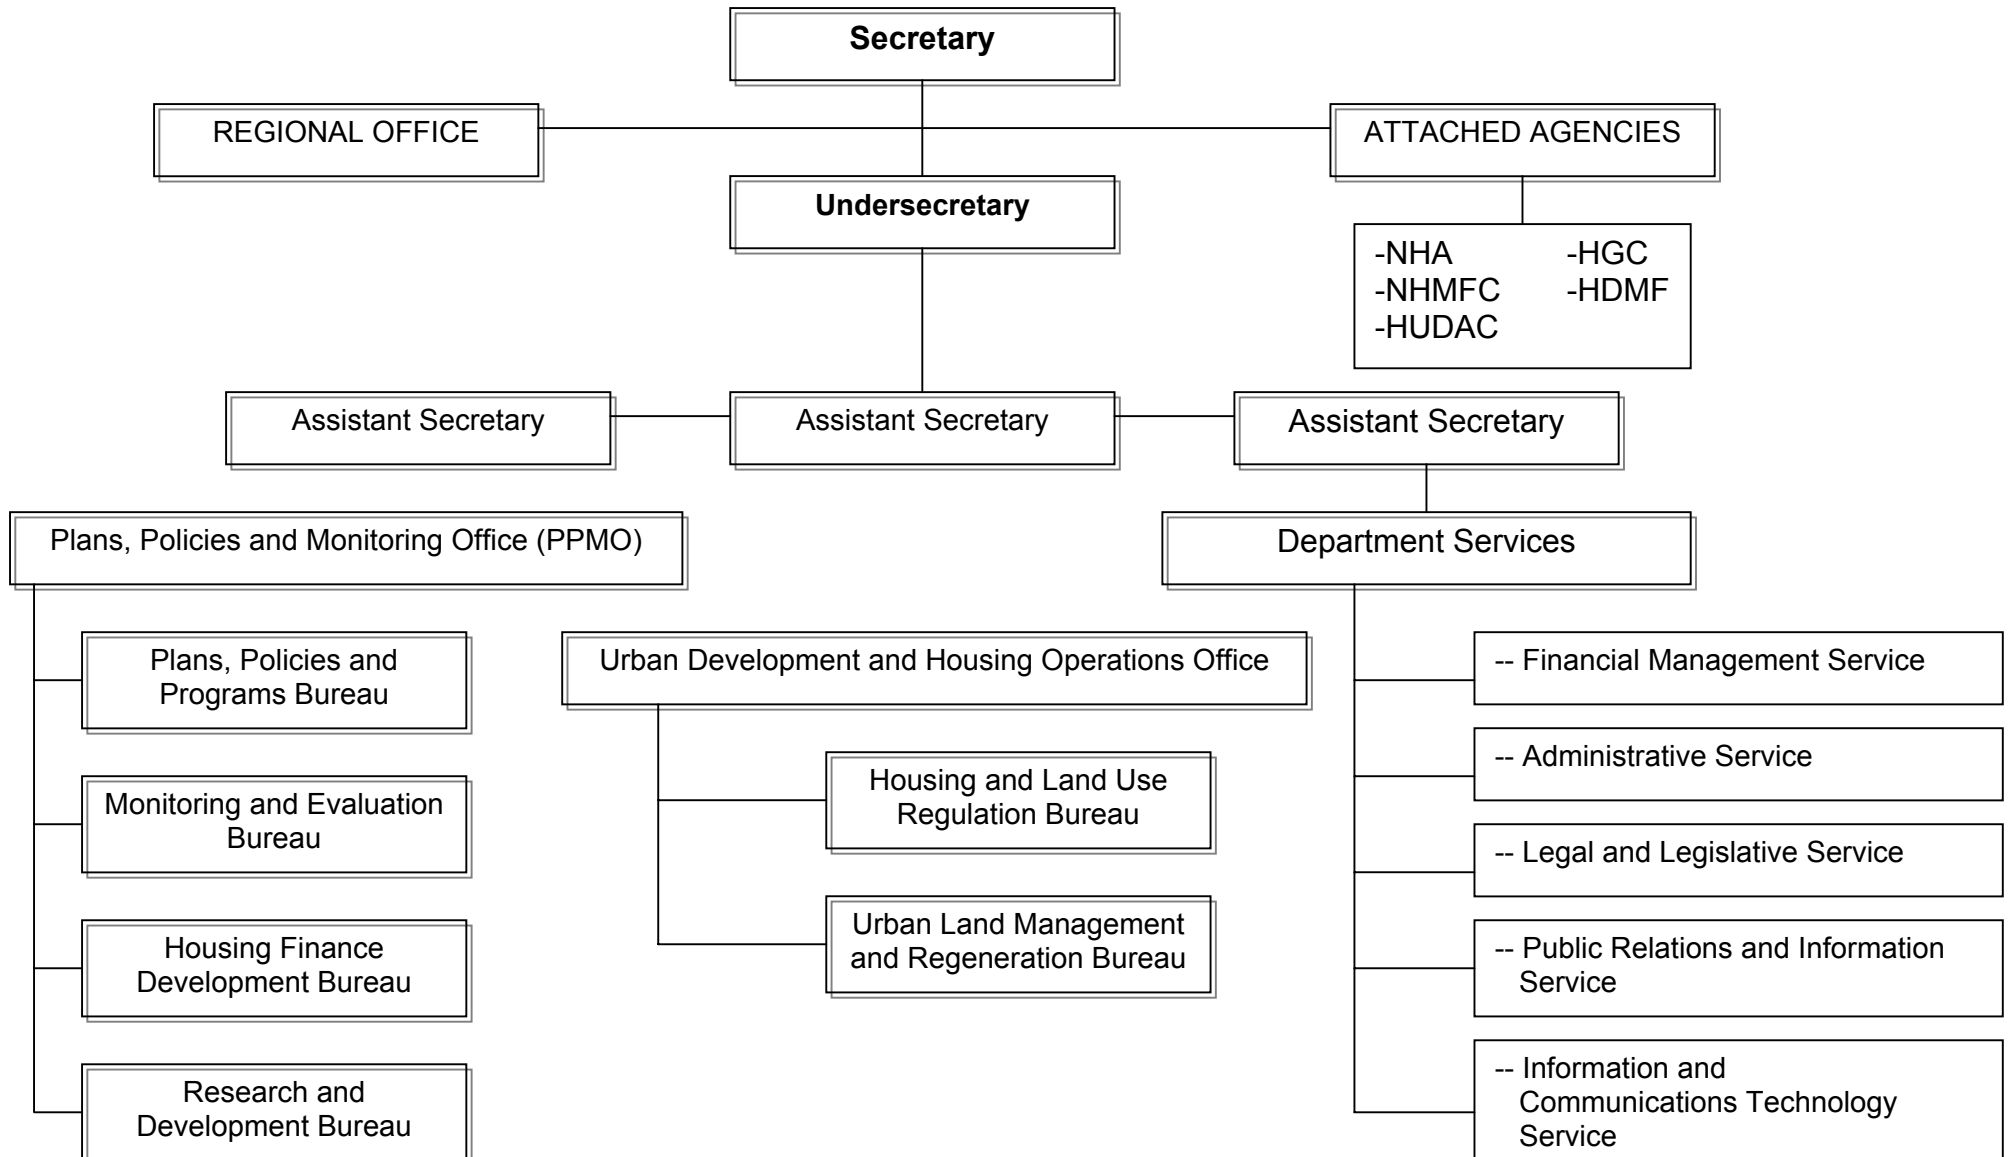 Secretary
REGIONAL OFFICE
ATTACHED AGENCIES
Undersecretary
-NHA -HGC
-NHMFC -HDMF
-HUDAC
Assistant Secretary
Assistant Secretary
Assistant Secretary
Plans, Policies and Monitoring Office (PPMO)
Plans, Policies and
Programs Bureau
Monitoring and Evaluation
Bureau
Housing Finance
Development Bureau
Research and
Development Bureau
Urban Development and Housing Operations Office
Housing and Land Use
Regulation Bureau
Urban Land Management
and Regeneration Bureau
Department Services
-- Financial Management Service
-- Administrative Service
-- Legal and Legislative Service
-- Public Relations and Information
Service
-- Information and
Communications Technology
Service